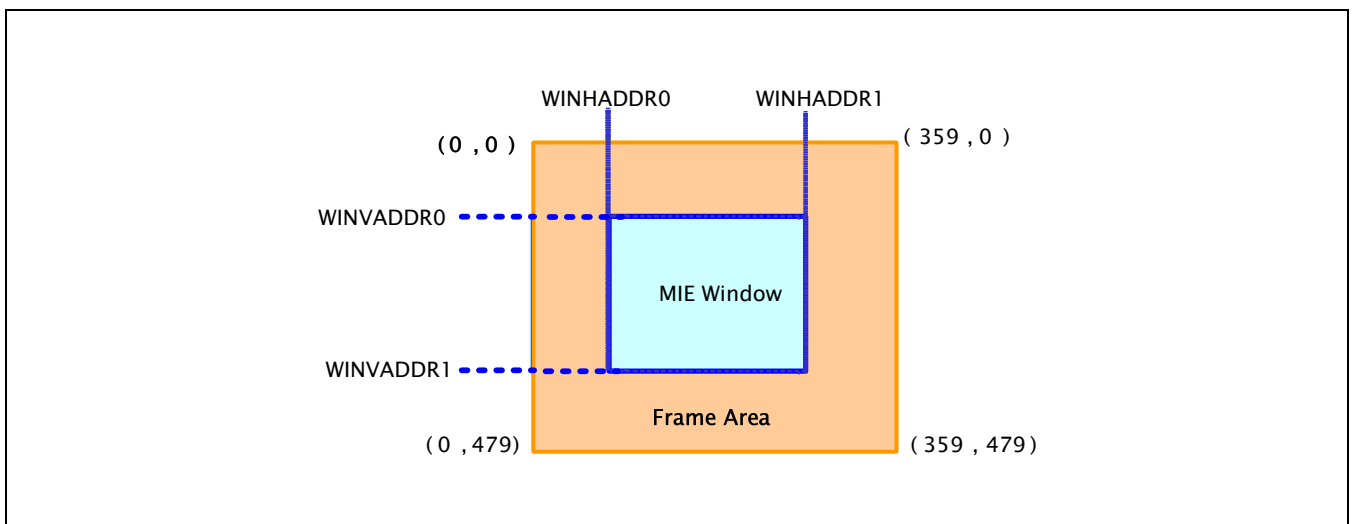 WINHADDR0 WINHADDR1
(0 ,0 ) ( 359 , 0 )
WINVADDR0
MIE Window
WINVADDR1
Frame Area
( 0 , 479) ( 359 , 479)